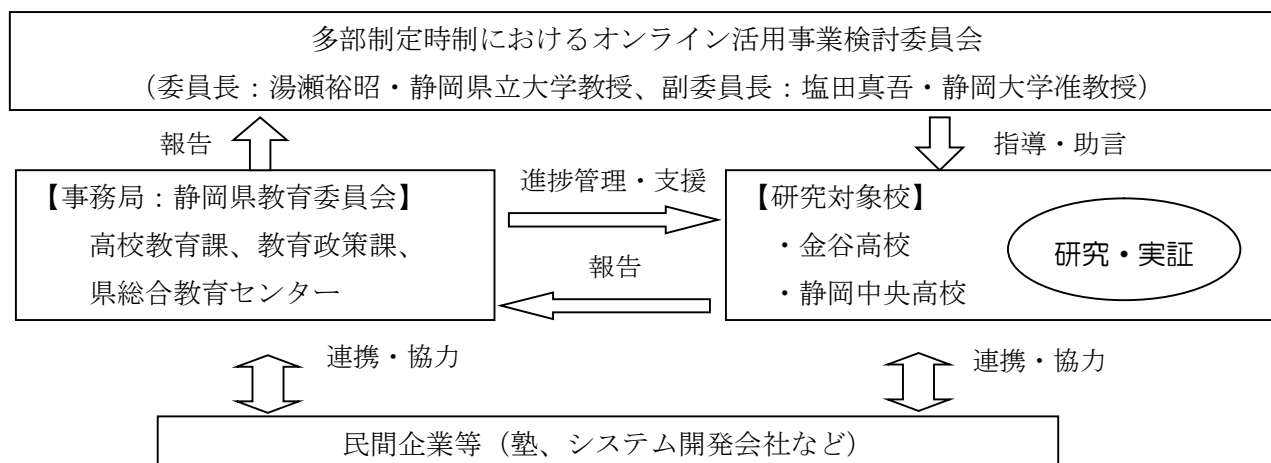 多部制定時制におけるオンライン活用事業検討委員会
（委員長：湯瀬裕昭・静岡県立大学教授、副委員長：塩田真吾・静岡大学准教授）
報告
指導・助言
【事務局：静岡県教育委員会】
高校教育課、教育政策課、
県総合教育センター
進捗管理・支援
報告
【研究対象校】
・金谷高校
・静岡中央高校
研究・実証
連携・協力
連携・協力
民間企業等（塾、システム開発会社など）